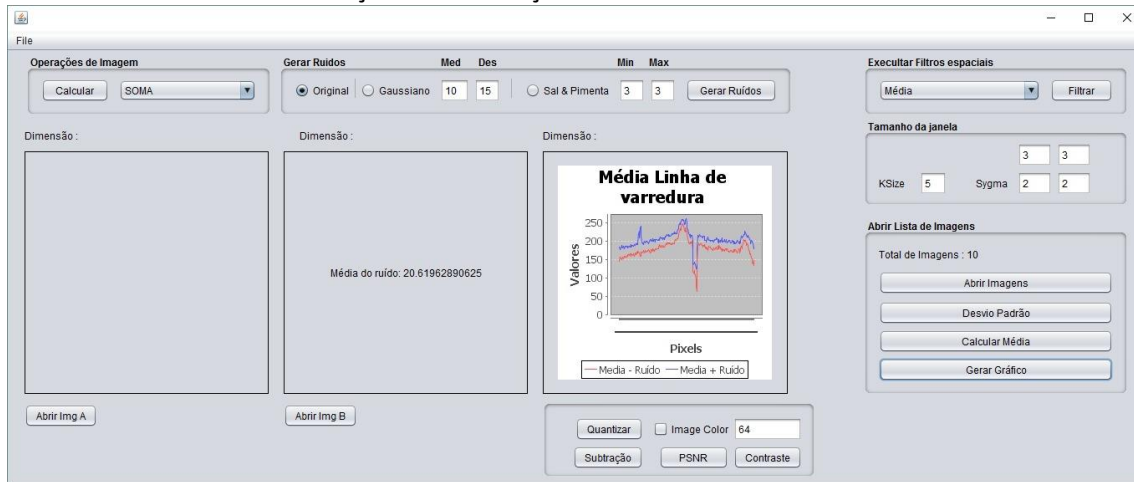 File
Operações de Imagem
Calcular SOMA
Gerar Ruidos Med Des Min Max
Original Gaussiano 10 15 Sal & Pimenta 3 3 Gerar Ruídos
Execultar Filtros espaciais
Média Filtrar
Tamanho da janela
3 3
KSize 5 Sygma 2 2
Dimensão :
Dimensão :
Dimensão :
Média do ruído: 20.61962890625
Média Linha de
varredura
Valores
250
200
150
100
50
0
Pixels
Media - Ruído Media + Ruído
Abrir Lista de Imagens
Total de Imagens : 10
Abrir Imagens
Desvio Padrão
Calcular Média
Gerar Gráfico
Abrir Img A
Abrir Img B
Quantizar Image Color 64
Subtração PSNR Contraste